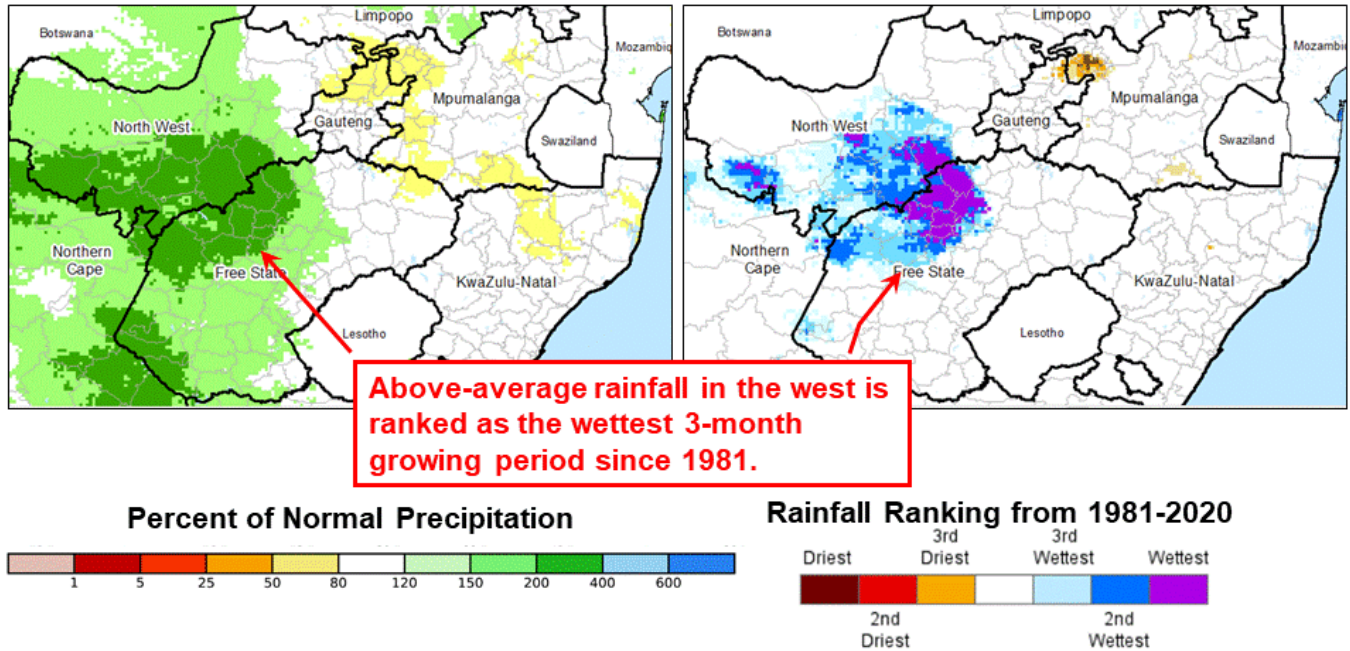 Limpopo
Botswana
Mozambic
Mpumalanga
North West
Gauteng
Swaziland
Northern
Cape
Free State
KwaZulu-Natal
Lesotho
Limpopo
Botswana
Mozambi
Mpumalanga
North West
Gauteng
Swaziland
Northern
Cape
Free State
KwaZulu-Natal
Lesotho
Above-average rainfall in the west is
ranked as the wettest 3-month
growing period since 1981.
Percent of Normal Precipitation
1 5 25 50 80 120 150 200 400 600
Rainfall Ranking from 1981-2020
Driest
3rd
Driest
3rd
Wettest
Wettest
2nd
Driest
2nd
Wettest